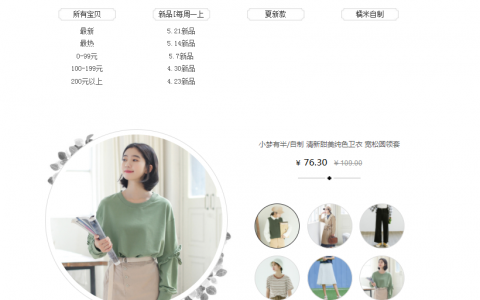 所有宝贝
新品|每周一上
夏新款
糯米自制
最新
5.21新品
最热
5.14新品
0-99元
5.7新品
100-199元
4.30新品
200元以上
4.23新品
小梦有半/自制 清新甜美纯色卫衣 宽松圆领套
¥ 76.30 ¥ 109.00